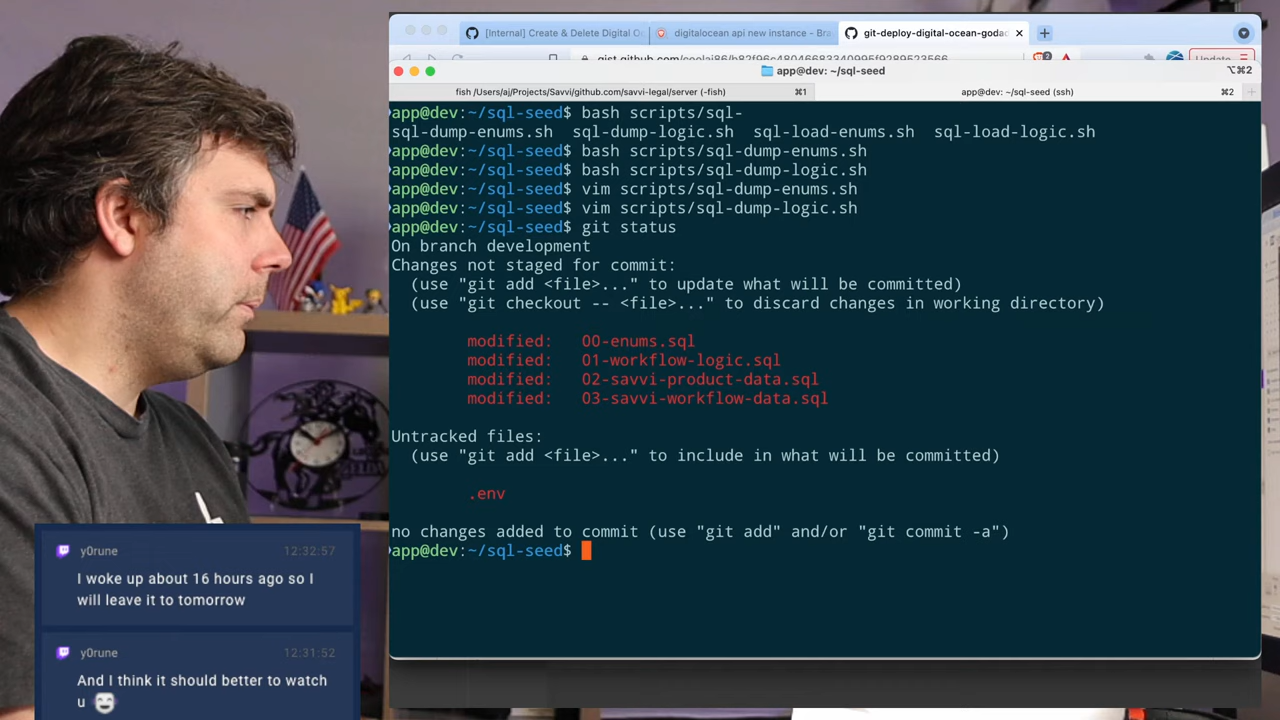 [Internal] Create & Delete Digital O
digitalocean api new instance - Bra
git-deploy-digital-ocean-godad
app@dev: ~/sql-seed
⌥⌘2
fish /Users/aj/Projects/Savvi/github.com/savvi-legal/server (-fish)
⌘1
app@dev: ~/sql-seed (ssh)
⌘2
app@dev:~/sql-seed$ bash scripts/sql-
sql-dump-enums.sh sql-dump-logic.sh sql-load-enums.sh sql-load-logic.sh
app@dev:~/sql-seed$ bash scripts/sql-dump-enums.sh
app@dev:~/sql-seed$ bash scripts/sql-dump-logic.sh
app@dev:~/sql-seed$ vim scripts/sql-dump-enums.sh
app@dev:~/sql-seed$ vim scripts/sql-dump-logic.sh
app@dev:~/sql-seed$ git status
On branch development
Changes not staged for commit:
(use "git add <file>..." to update what will be committed)
(use "git checkout -- <file>..." to discard changes in working directory)
modified: 00-enums.sql
modified: 01-workflow-logic.sql
modified: 02-savvi-product-data.sql
modified: 03-savvi-workflow-data.sql
Untracked files:
(use "git add <file>..." to include in what will be committed)
.env
no changes added to commit (use "git add" and/or "git commit -a")
app@dev:~/sql-seed$
y0rune 12:32:57
I woke up about 16 hours ago so I
will leave it to tomorrow
y0rune 12:31:52
And I think it should better to watch
u